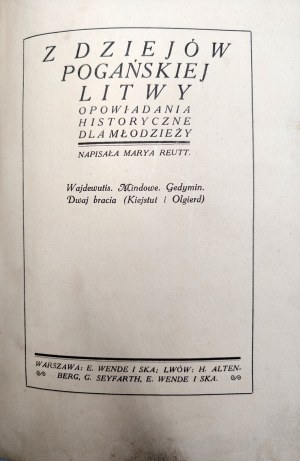 Z DZIEJÓW
POGAŃSKIEJ
LITWY
OPOWIADANIA
HISTORYCZNE
DLA MŁODZIEŻY
NAPISAŁA MARYA REUTT.
Wajdewutis. Mindowe. Gedymin.
Dwaj bracia (Kiejstut i Olgierd)
WARSZAWA: E. WENDE I SKA; LWÓW: H. ALTEN-
BERG, G. SEYFARTH, E. WENDE I SKA.